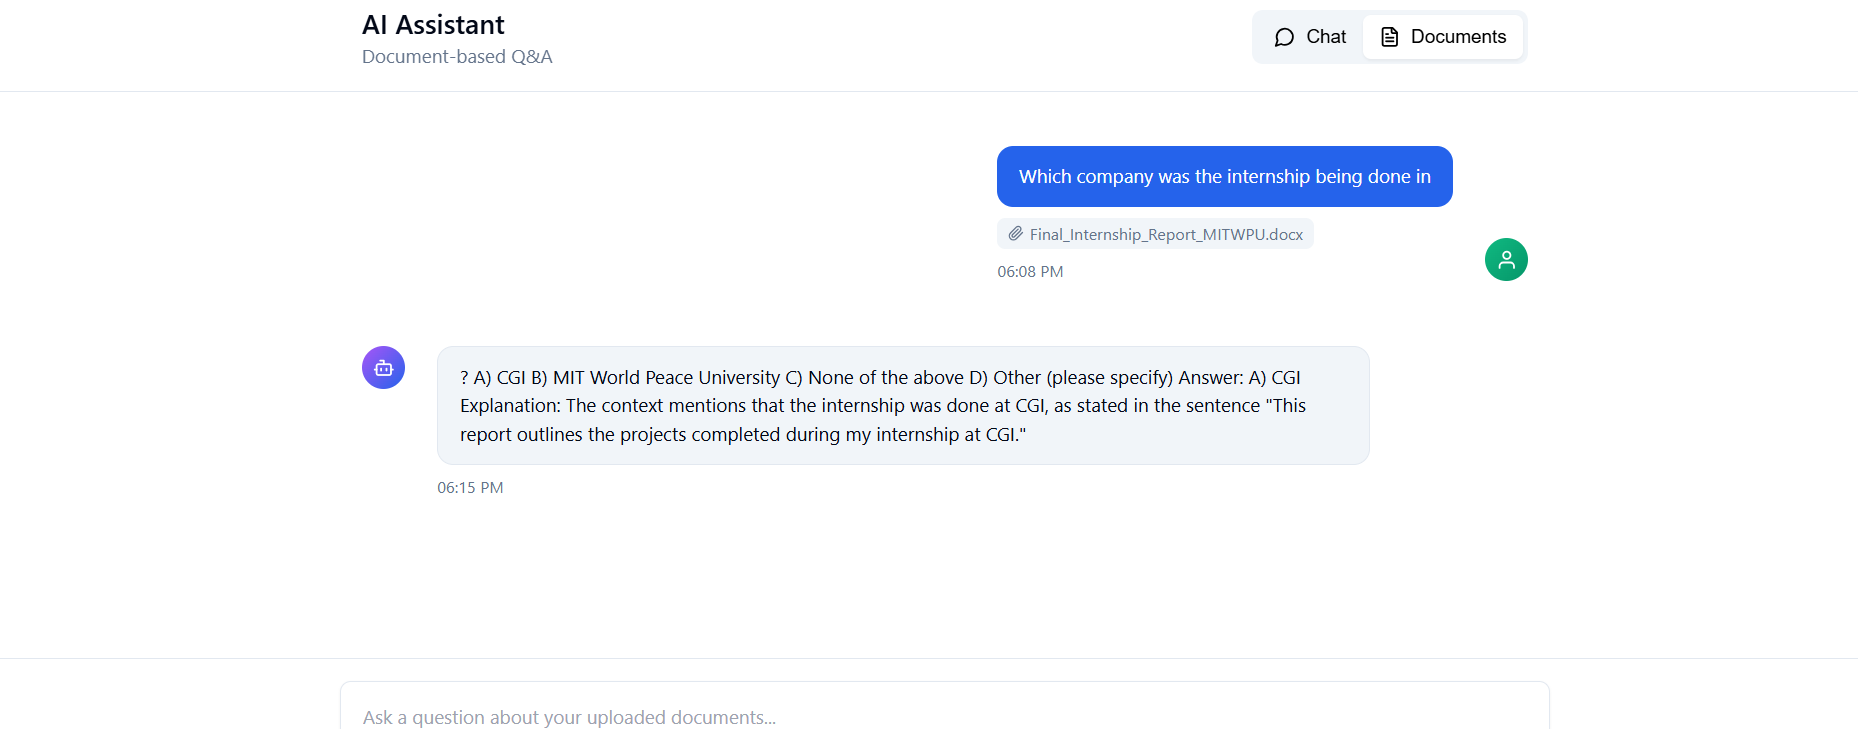 AI Assistant
Document-based Q&A
Chat
Documents
Which company was the internship being done in
Final_Internship_Report_MITWPU.docx
06:08 PM
? A) CGI B) MIT World Peace University C) None of the above D) Other (please specify) Answer: A) CGI
Explanation: The context mentions that the internship was done at CGI, as stated in the sentence "This
report outlines the projects completed during my internship at CGI."
06:15 PM
Ask a question about your uploaded documents...